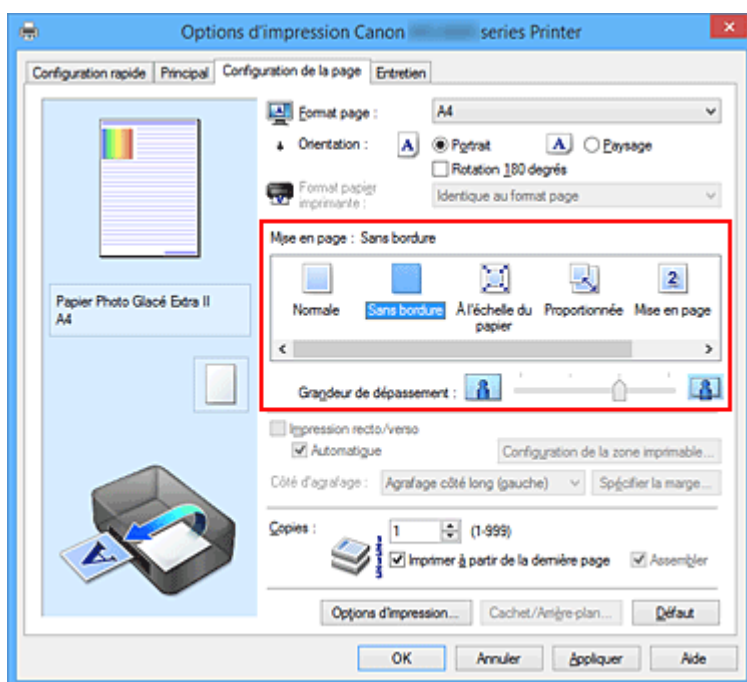 Options d'impression Canon series Printer
Configuration rapide Principal Configuration de la page Entretien
Format page : A4
Orientation : A Portrait A Paysage
Rotation 180 degrés
Format papier imprimante : Identique au format page
Mise en page : Sans bordure
Normale Sans bordure À l'échelle du papier Proportionnée Mise en page
2
Papier Photo Glacé Extra II
A4
Grandeur de dépassement :
Impression recto/verso
Automatique Configuration de la zone imprimable...
Côté d'agrafage : Agrafage côté long (gauche) Spécifier la marge...
Copies : 1 (1-999)
Imprimer à partir de la dernière page Assembler
Options d'impression... Cachet/Arrière-plan... Défaut
OK Annuler Appliquer Aide